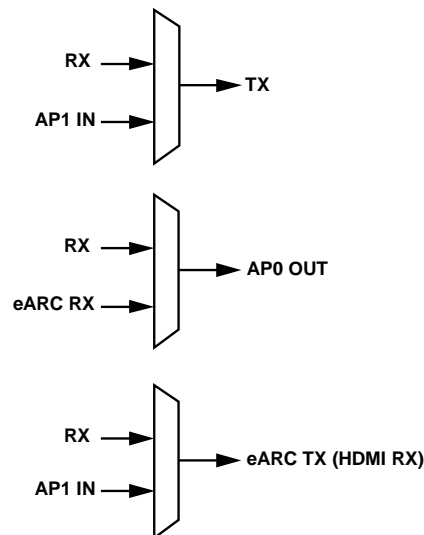 RX
TX
AP1 IN
RX
AP0 OUT
eARC RX
RX
eARC TX (HDMI RX)
AP1 IN